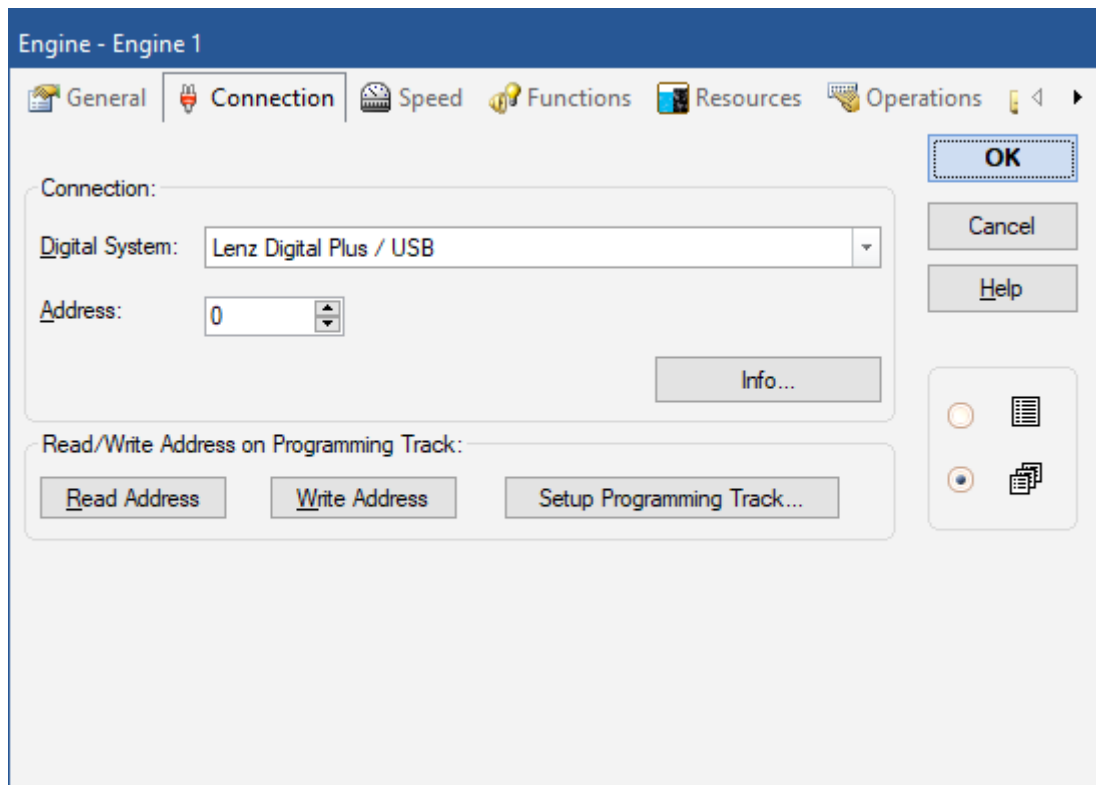 Engine - Engine 1
General Connection Speed Functions Resources Operations
OK
Connection:
Digital System: Lenz Digital Plus / USB
Cancel
Help
Address: 0
Info...
Read/Write Address on Programming Track:
Read Address Write Address Setup Programming Track...